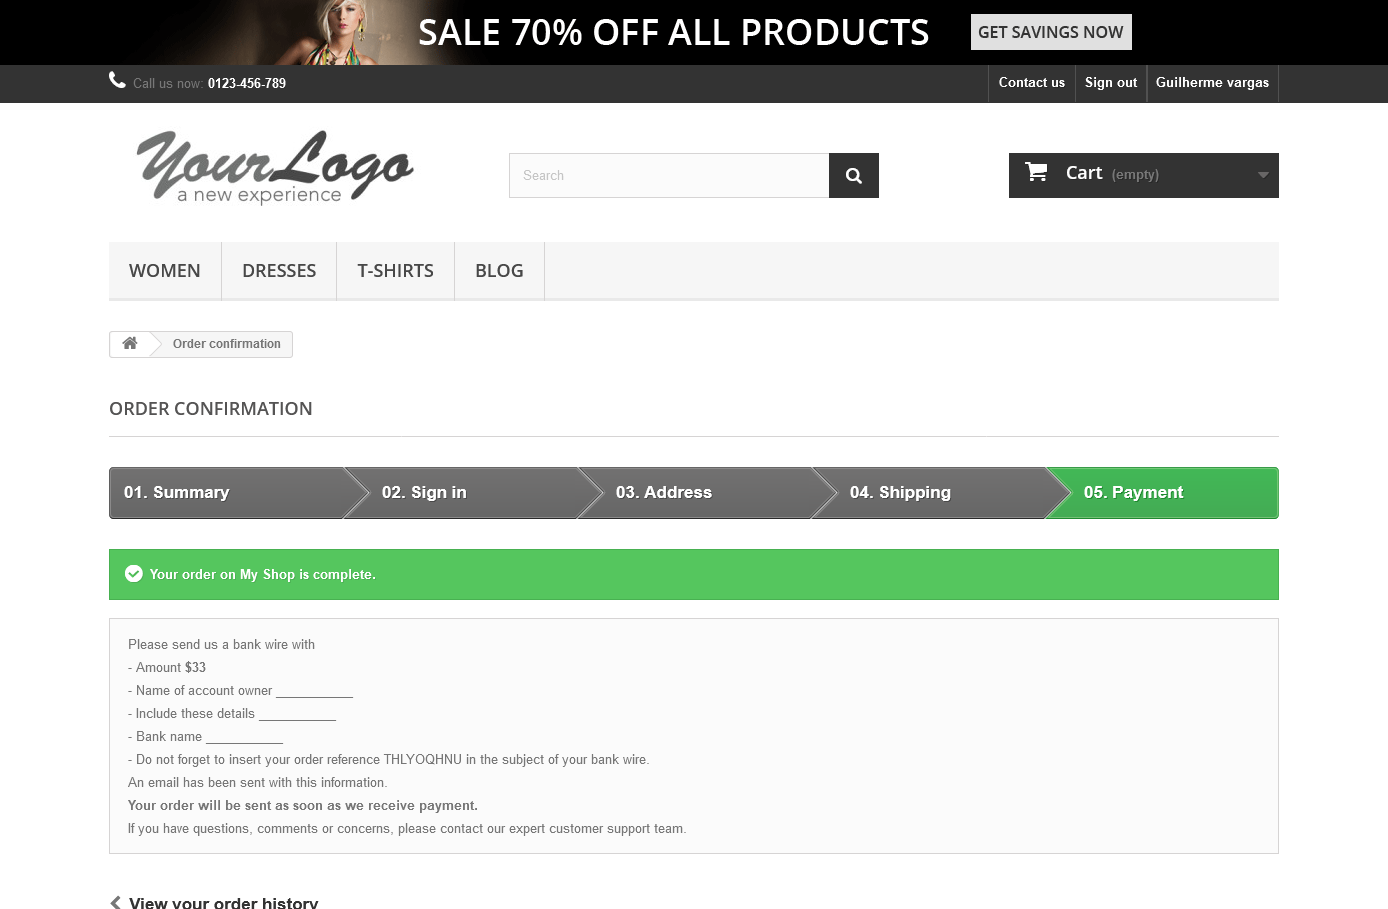 SALE 70% OFF ALL PRODUCTS
GET SAVINGS NOW
Call us now: 0123-456-789
Contact us
Sign out
Guilherme vargas
YourLogo
a new experience
Search
Cart (empty)
WOMEN
DRESSES
T-SHIRTS
BLOG
Order confirmation
ORDER CONFIRMATION
01. Summary
02. Sign in
03. Address
04. Shipping
05. Payment
Your order on My Shop is complete.
Please send us a bank wire with
- Amount $33
- Name of account owner ___________
- Include these details ___________
- Bank name ___________
- Do not forget to insert your order reference THLYOQHNU in the subject of your bank wire.
An email has been sent with this information.
Your order will be sent as soon as we receive payment.
If you have questions, comments or concerns, please contact our expert customer support team.
View your order history